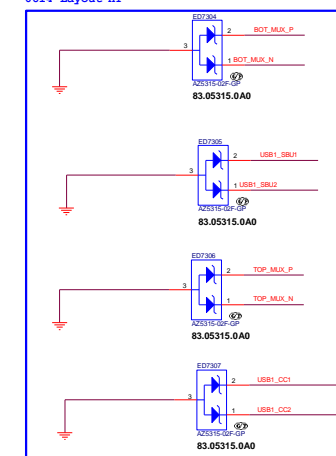 ED7304
2 BOT_MUX_P
3
1 BOT_MUX_N
AZ5315-02F-GP
83.05315.0A0
ED7305
2 USB1_SBU1
3
1 USB1_SBU2
AZ5315-02F-GP
83.05315.0A0
ED7306
2 TOP_MUX_P
3
1 TOP_MUX_N
AZ5315-02F-GP
83.05315.0A0
ED7307
2 USB1_CC1
3
1 USB1_CC2
AZ5315-02F-GP
83.05315.0A0